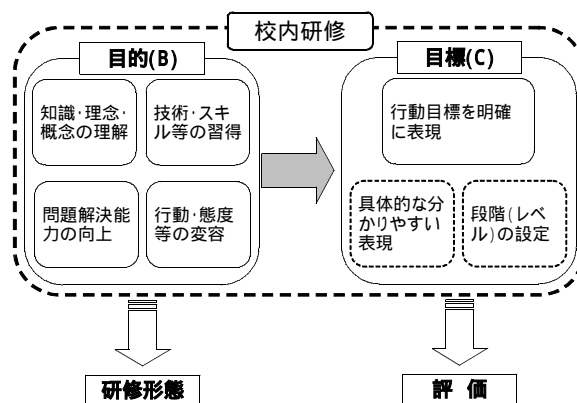 校内研修
目的(B)
目標(C)
知識・理念・
概念の理解
技術・スキ
ル等の習得
行動目標を明確
に表現
問題解決能
力の向上
行動・態度
等の変容
具体的な分
かりやすい
表現
段階(レベ
ル)の設定
研修形態
評 価